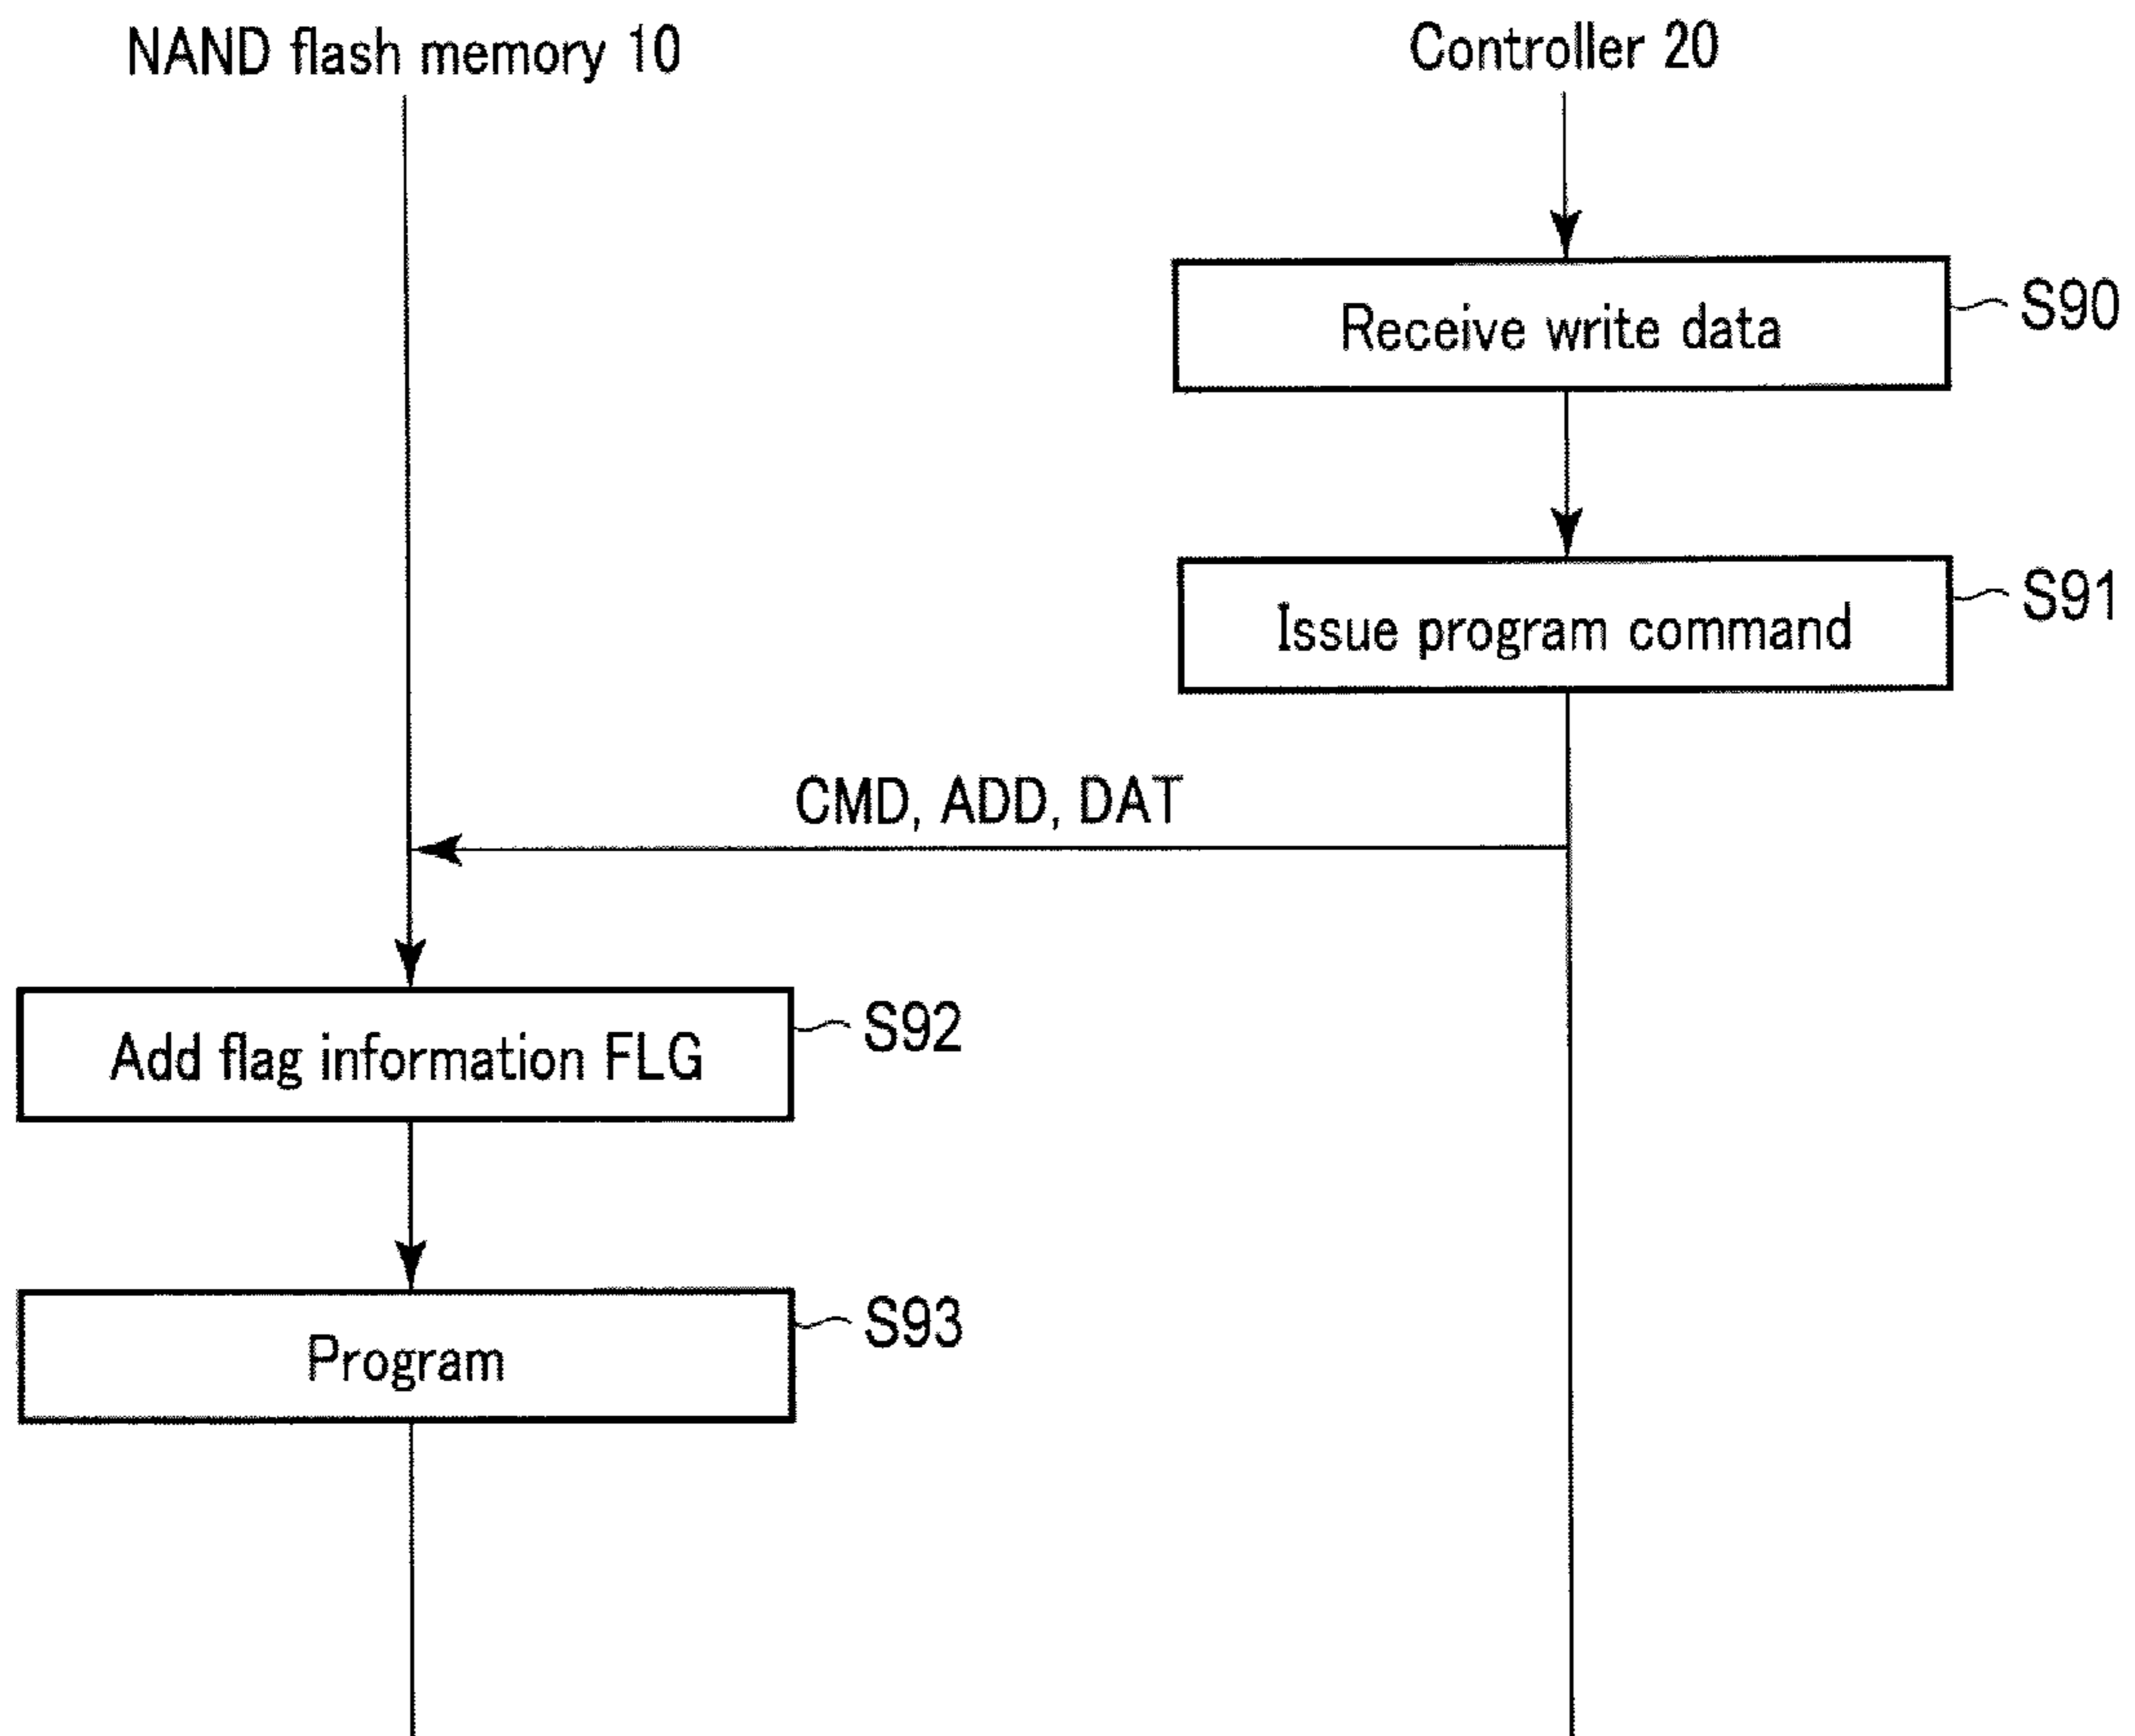 NAND flash memory 10
Controller 20
Receive write data
S90
Issue program command
S91
CMD, ADD, DAT
Add flag information FLG
S92
Program
S93